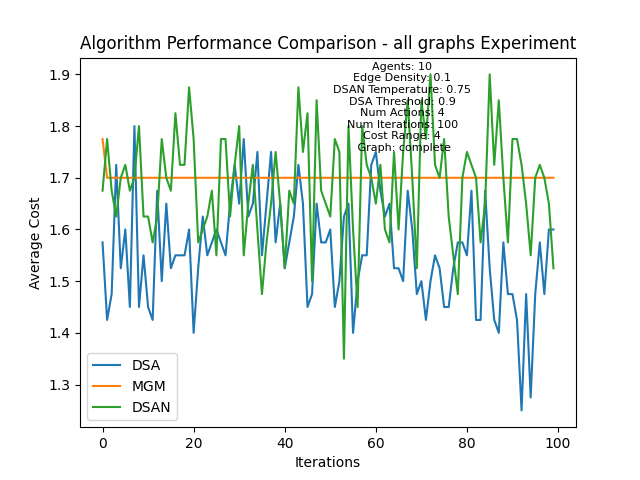 Algorithm Performance Comparison - all graphs Experiment
Agents: 10
Edge Density: 0.1
DSAN Temperature: 0.75
DSA Threshold: 0.9
Num Actions: 4
Num Iterations: 100
Cost Range: 4
Graph: complete
Average Cost
1.9
1.8
1.7
1.6
1.5
1.4
1.3
DSA
MGM
DSAN
0 20 40 60 80 100
Iterations